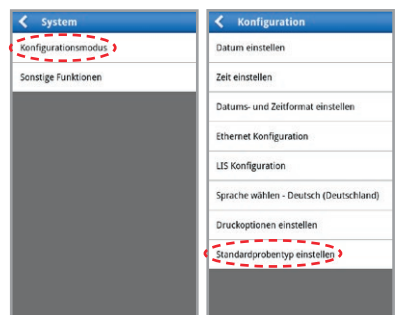 System
Konfigurationsmodus
Sonstige Funktionen
Konfiguration
Datum einstellen
Zeit einstellen
Datums- und Zeitformat einstellen
Ethernet Konfiguration
LIS Konfiguration
Sprache wählen - Deutsch (Deutschland)
Druckoptionen einstellen
Standardprobentyp einstellen